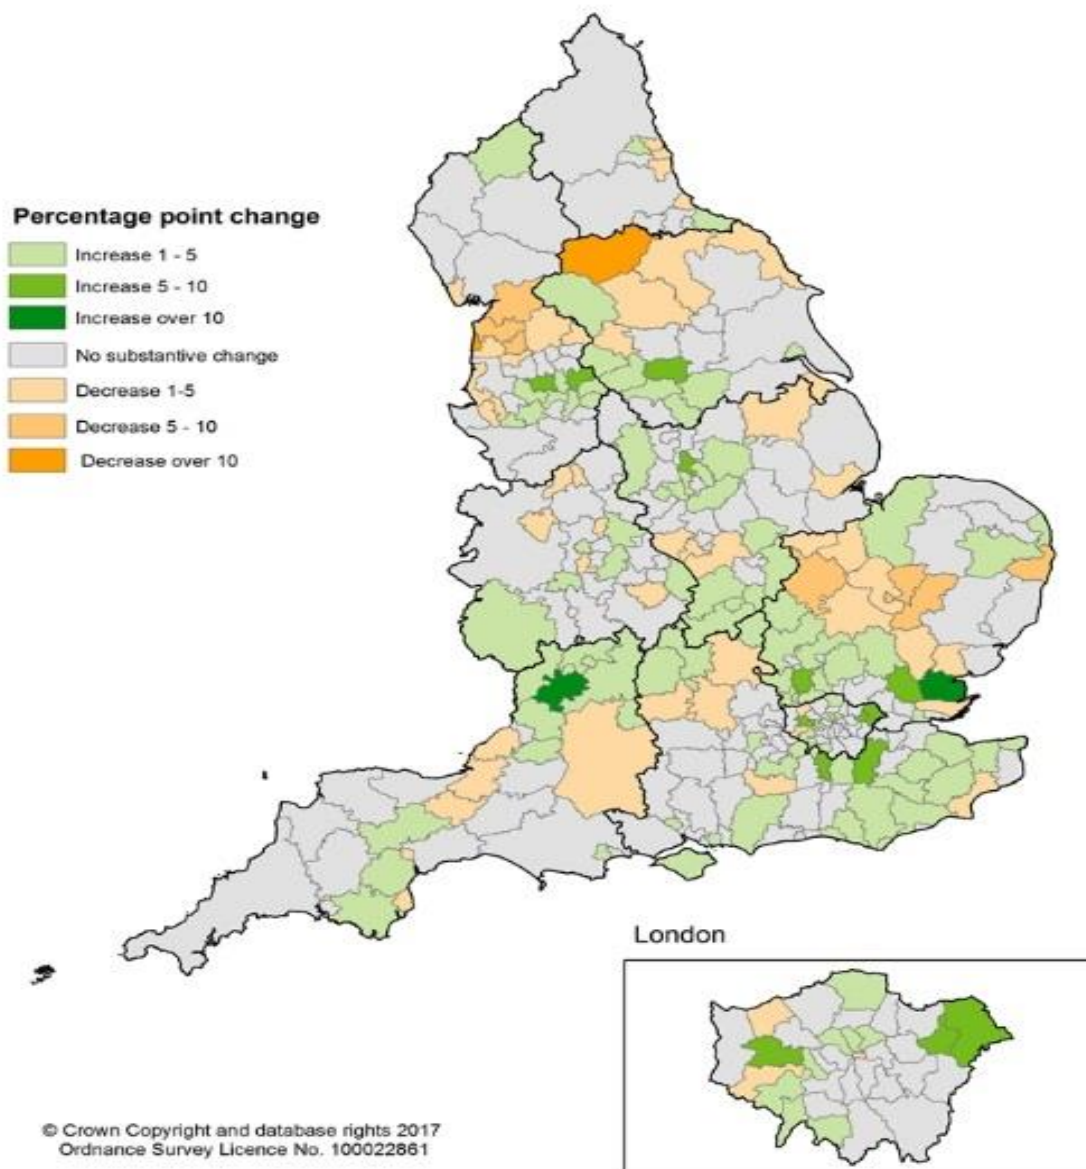 Percentage point change
Increase 1 - 5
Increase 5 - 10
Increase over 10
No substantive change
Decrease 1-5
Decrease 5 - 10
Decrease over 10
London
© Crown Copyright and database rights 2017
Ordnance Survey Licence No. 100022861